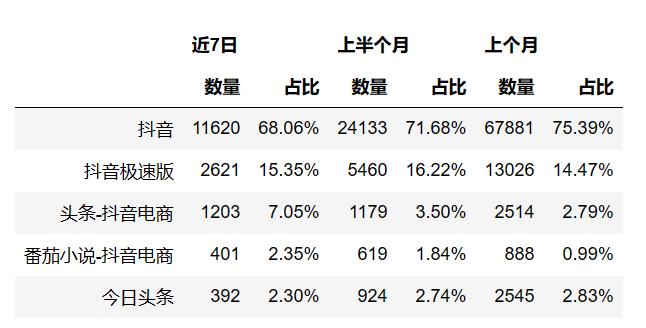 近7日 上半个月 上个月
数量 占比 数量 占比 数量 占比
抖音 11620 68.06% 24133 71.68% 67881 75.39%
抖音极速版 2621 15.35% 5460 16.22% 13026 14.47%
头条-抖音电商 1203 7.05% 1179 3.50% 2514 2.79%
番茄小说-抖音电商 401 2.35% 619 1.84% 888 0.99%
今日头条 392 2.30% 924 2.74% 2545 2.83%